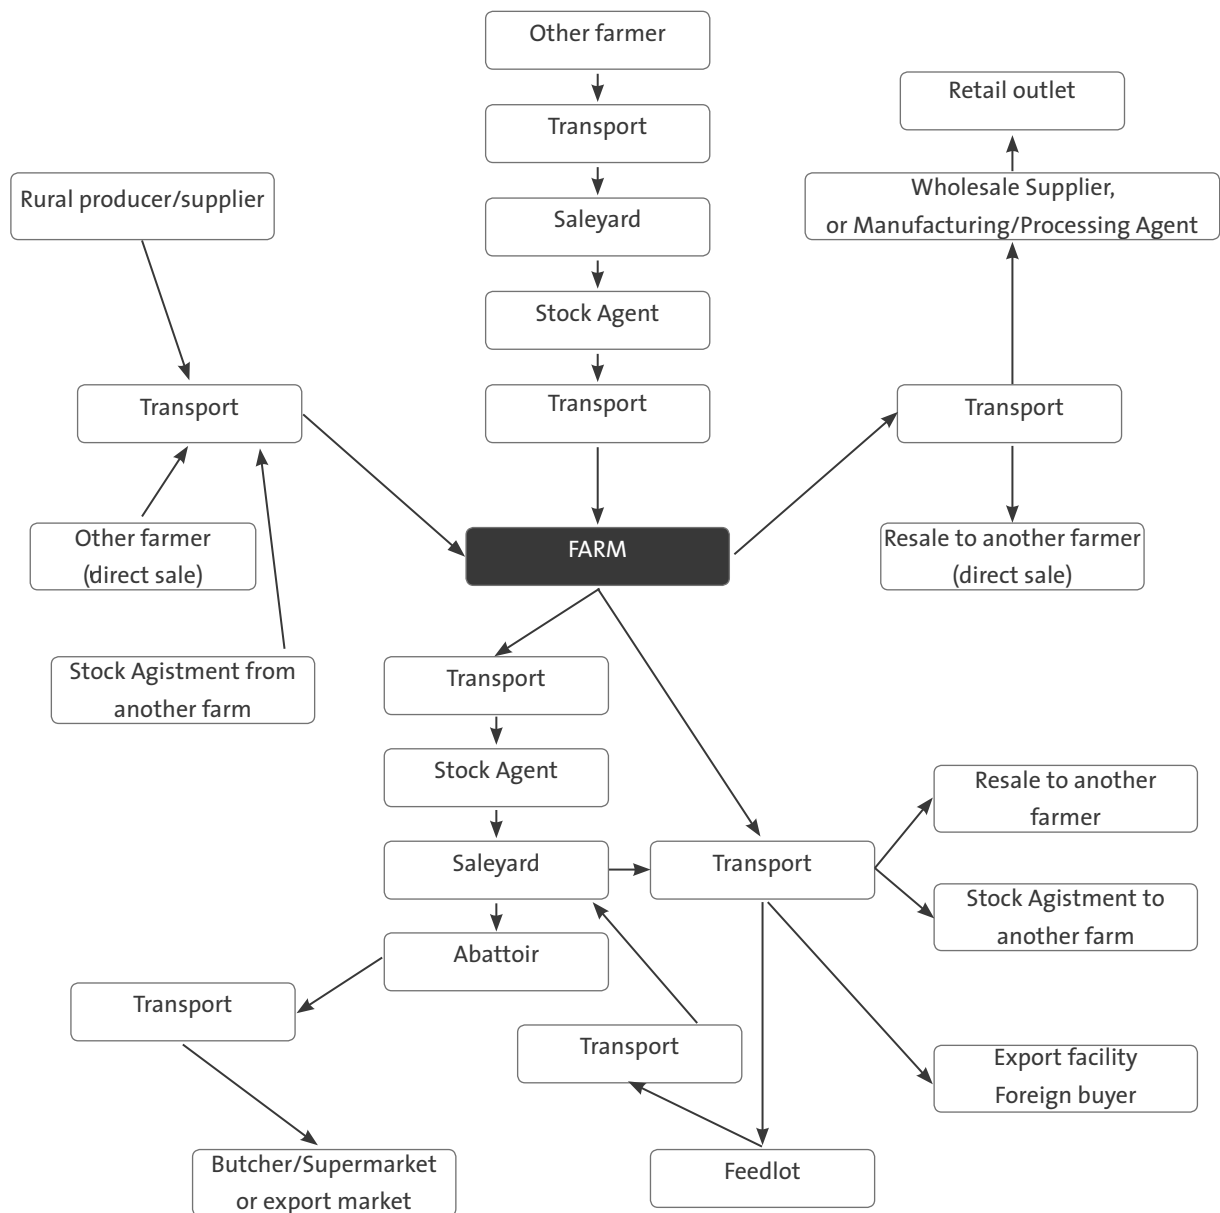 Other farmer
Retail outlet
Transport
Rural producer/supplier
Wholesale Supplier,
or Manufacturing/Processing Agent
Saleyard
Stock Agent
Transport
Transport
Transport
Other farmer
(direct sale)
FARM
Resale to another farmer
(direct sale)
Stock Agistment from
another farm
Transport
Stock Agent
Resale to another
farmer
Saleyard
Transport
Stock Agistment to
another farm
Abattoir
Transport
Transport
Export facility
Foreign buyer
Butcher/Supermarket
or export market
Feedlot